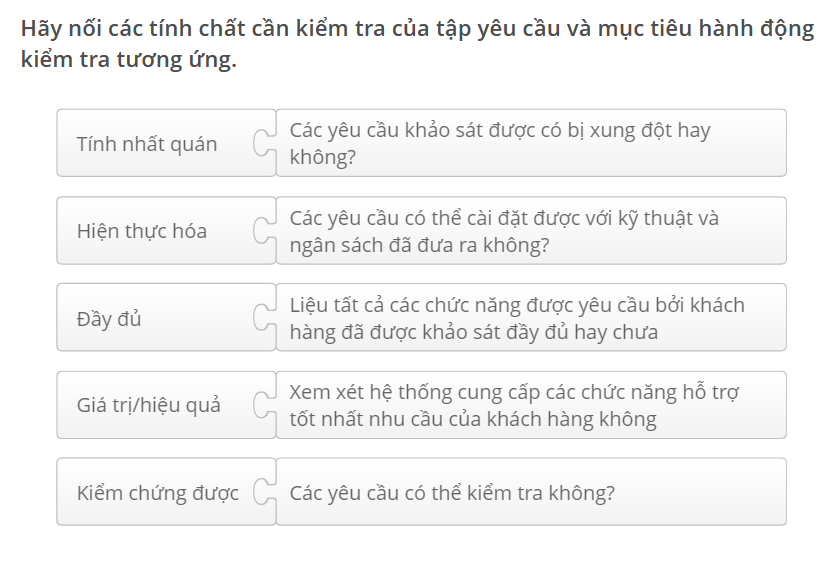 Hãy nối các tính chất cần kiểm tra của tập yêu cầu và mục tiêu hành động
kiểm tra tương ứng.
Tính nhất quán
Các yêu cầu khảo sát được có bị xung đột hay
không?
Hiện thực hóa
Các yêu cầu có thể cài đặt được với kỹ thuật và
ngân sách đã đưa ra không?
Đầy đủ
Liệu tất cả các chức năng được yêu cầu bởi khách
hàng đã được khảo sát đầy đủ hay chưa
Giá trị/hiệu quả
Xem xét hệ thống cung cấp các chức năng hỗ trợ
tốt nhất nhu cầu của khách hàng không
Kiểm chứng được
Các yêu cầu có thể kiểm tra không?